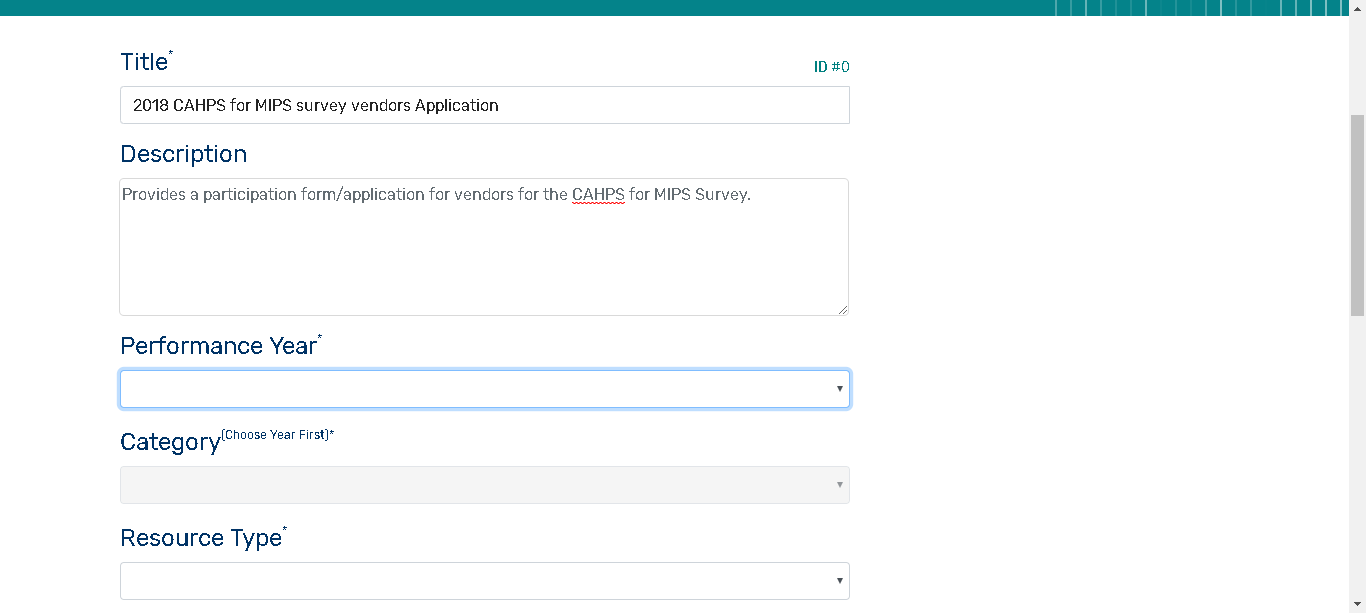 Title*
ID #0
2018 CAHPS for MIPS survey vendors Application
Description
Provides a participation form/application for vendors for the CAHPS for MIPS Survey.
Performance Year*
Category(Choose Year First)*
Resource Type*